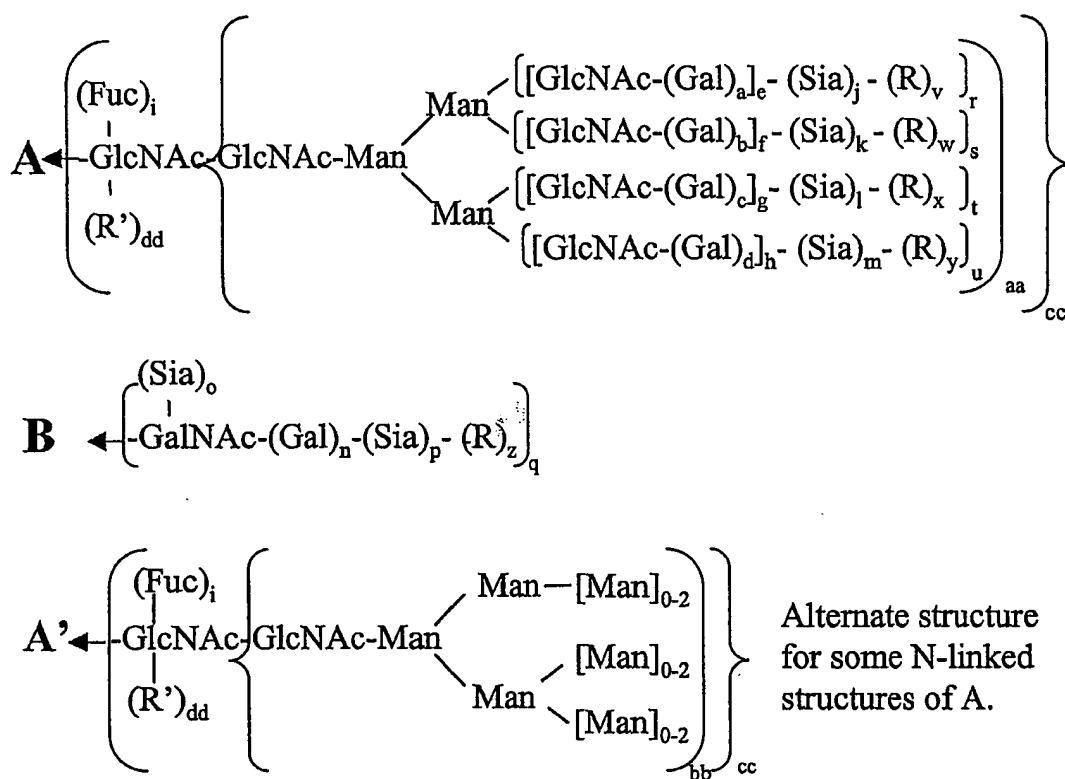 (Fuc)i
A GlcNAc GlcNAc-Man
(R')dd
Man
Man
[GlcNAc-(Gal)a]e- (Sia)j- (R)v r
[GlcNAc-(Gal)b]f- (Sia)k- (R)w s
[GlcNAc-(Gal)c]g- (Sia)l- (R)x t
[GlcNAc-(Gal)d]h- (Sia)m- (R)y u
aa
cc
(Sia)o
B -GalNAc-(Gal)n-(Sia)p- (R)z q
(Fuc)i
A' GlcNAc-GlcNAc-Man
(R')dd
Man-[Man]0-2
Man
[Man]0-2
[Man]0-2
bb
cc
Alternate structure
for some N-linked
structures of A.